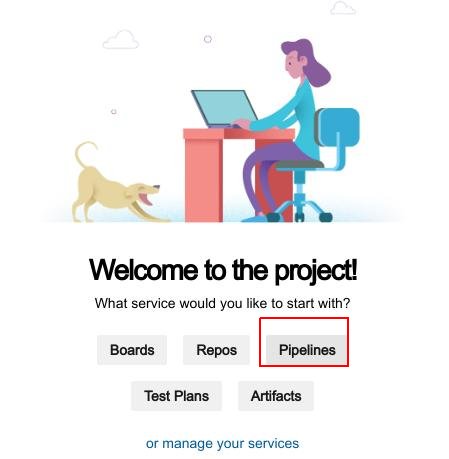 Welcome to the project!
What service would you like to start with?
Boards Repos Pipelines
Test Plans Artifacts
or manage your services